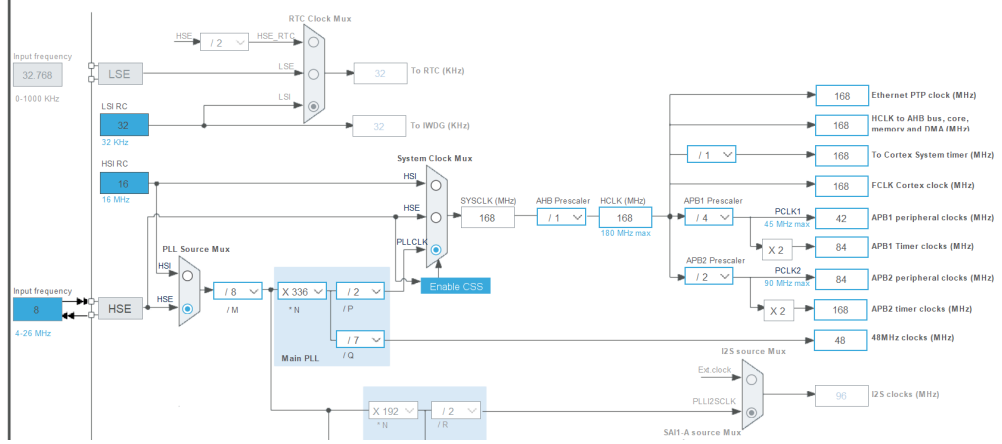 RTC Clock Mux
HSE
/ 2
HSE_RTC
Input frequency
32.768
0-1000 KHz
LSE
LSE
32
To RTC (KHz)
LSI
LSI RC
32
32 KHz
32
To IWDG (KHz)
HSI RC
16
16 MHz
System Clock Mux
HSI
HSE
PLLCLK
SYSCLK (MHz)
168
AHB Prescaler
/ 1
HCLK (MHz)
168
180 MHz max
168
Ethernet PTP clock (MHz)
168
HCLK to AHB bus, core,
memory and DMA (MHz)
/ 1
168
To Cortex System timer (MHz)
168
FCLK Cortex clock (MHz)
APB1 Prescaler
/ 4
PCLK1
45 MHz max
42
APB1 peripheral clocks (MHz)
X 2
84
APB1 Timer clocks (MHz)
APB2 Prescaler
/ 2
PCLK2
90 MHz max
84
APB2 peripheral clocks (MHz)
X 2
168
APB2 timer clocks (MHz)
48
48MHz clocks (MHz)
PLL Source Mux
HSI
HSE
Input frequency
8
4-26 MHz
HSE
/ 8
/ M
X 336
* N
/ 2
/ P
/ 7
/ Q
Main PLL
Enable CSS
I2S source Mux
Ext.clock
PLLI2SCLK
96
I2S clocks (MHz)
X 192
* N
/ 2
/ R
SAI1-A source Mux